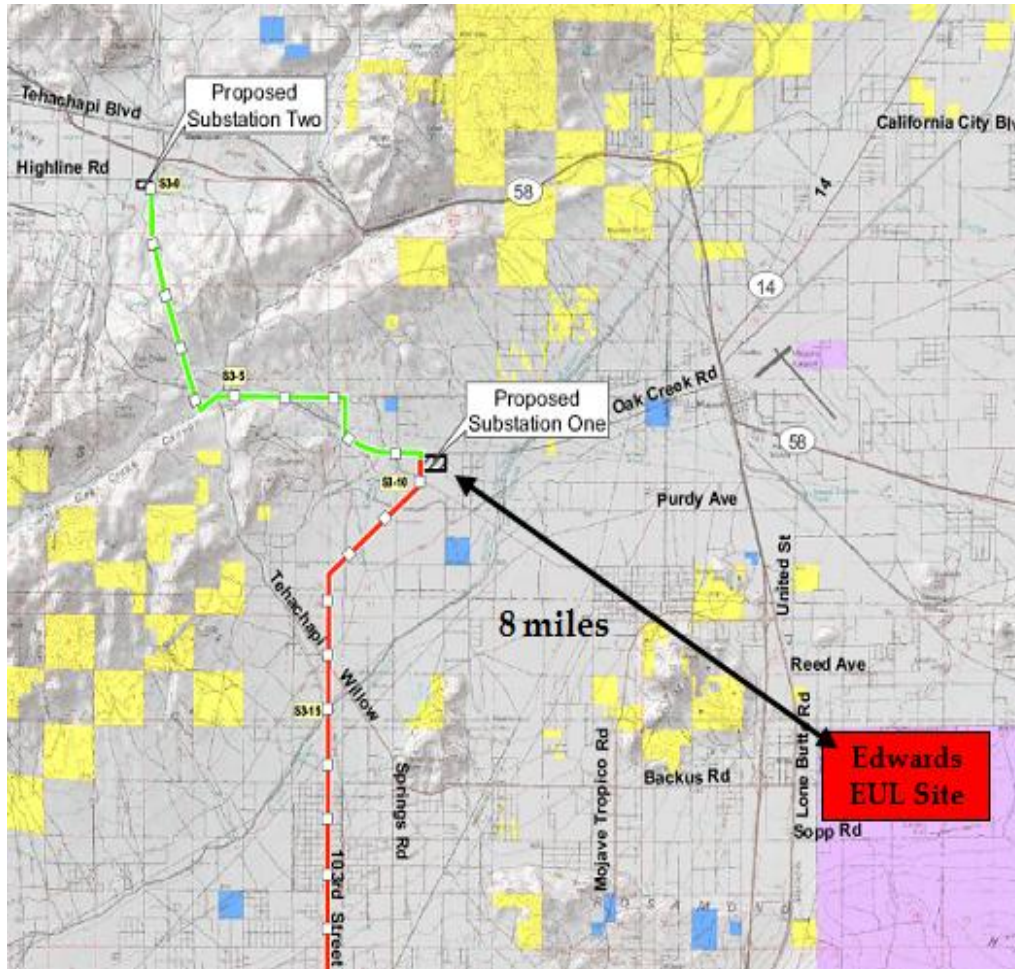 Proposed
Substation Two
Tehachapi Blvd
Highline Rd
S3-0
California City Blv
58
14
14
S3-5
Proposed
Substation One
Oak Creek Rd
58
S3-10
Purdy Ave
United St
Tehachapi
8 miles
Willow
Reed Ave
S3-15
Lone Butte Rd
Edwards
EUL Site
Springs Rd
Mojave Tropico Rd
Backus Rd
Sopp Rd
103rd Street